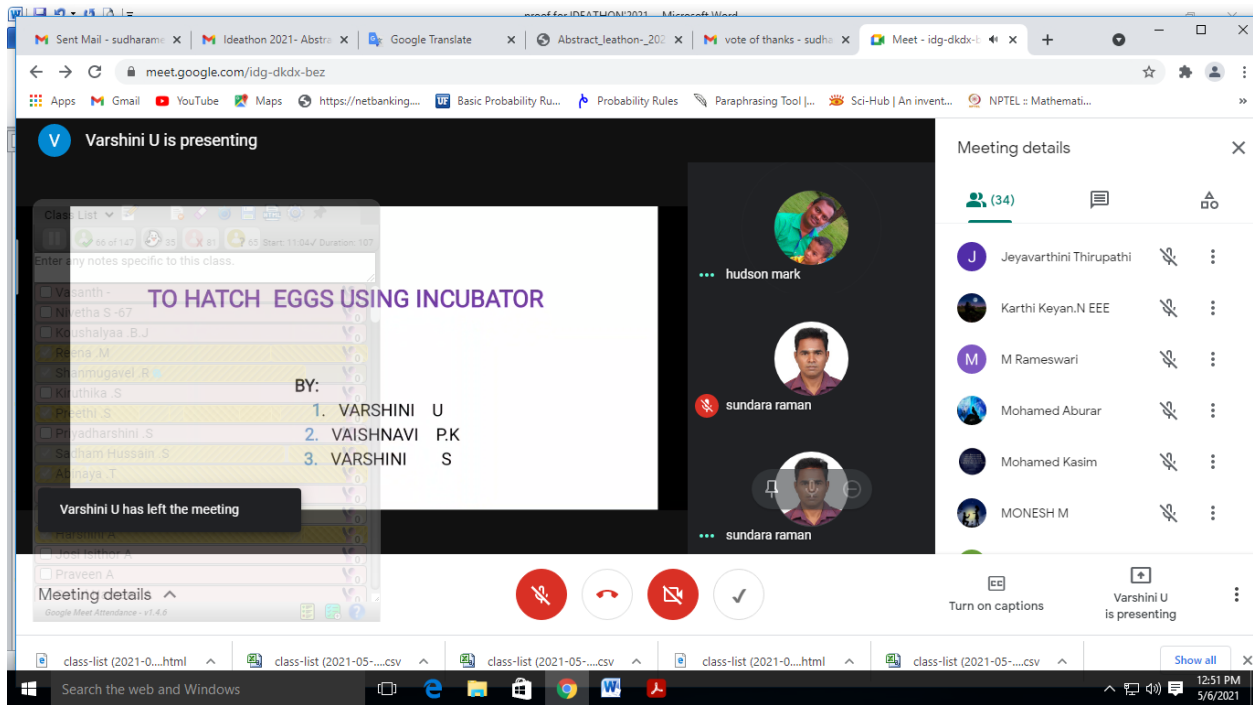 proof for IDEATHON'2021 Microsoft Word
Sent Mail - sudharame
Ideathon 2021- Abstra
Google Translate
Abstract_leathon-_202
vote of thanks - sudha
Meet - idg-dkdx-b
meet.google.com/idg-dkdx-bez
Apps Gmail YouTube Maps https://netbanking.... Basic Probability Ru... Probability Rules Paraphrasing Tool |... Sci-Hub | An invent... NPTEL :: Mathemati... »
V Varshini U is presenting
Class List
66 of 147 35 81 65 Start: 11:04 Duration: 107
Enter any notes specific to this class.
Vasanth -
Nivetha S -67
Koushalyaa .B.J
Reena .M
Shanmugavel .R
Kiruthika .S
Preethi .S
Priyadharshini .S
Sadham Hussain .S
Abinaya .T
Harshini A
Josi Isithor A
Praveen A
TO HATCH EGGS USING INCUBATOR
BY:
1. VARSHINI U
2. VAISHNAVI P.K
3. VARSHINI S
Varshini U has left the meeting
Meeting details
Google Meet Attendance - v1.4.6
hudson mark
sundara raman
sundara raman
Meeting details
(34)
J Jeyavarthini Thirupathi
Karthi Keyan.N EEE
M M Rameswari
Mohamed Aburar
Mohamed Kasim
MONESH M
CC
Turn on captions
Varshini U
is presenting
class-list (2021-0....html
class-list (2021-05-....csv
class-list (2021-05-....csv
class-list (2021-0....html
class-list (2021-05-....csv
Show all
Search the web and Windows
12:51 PM
5/6/2021